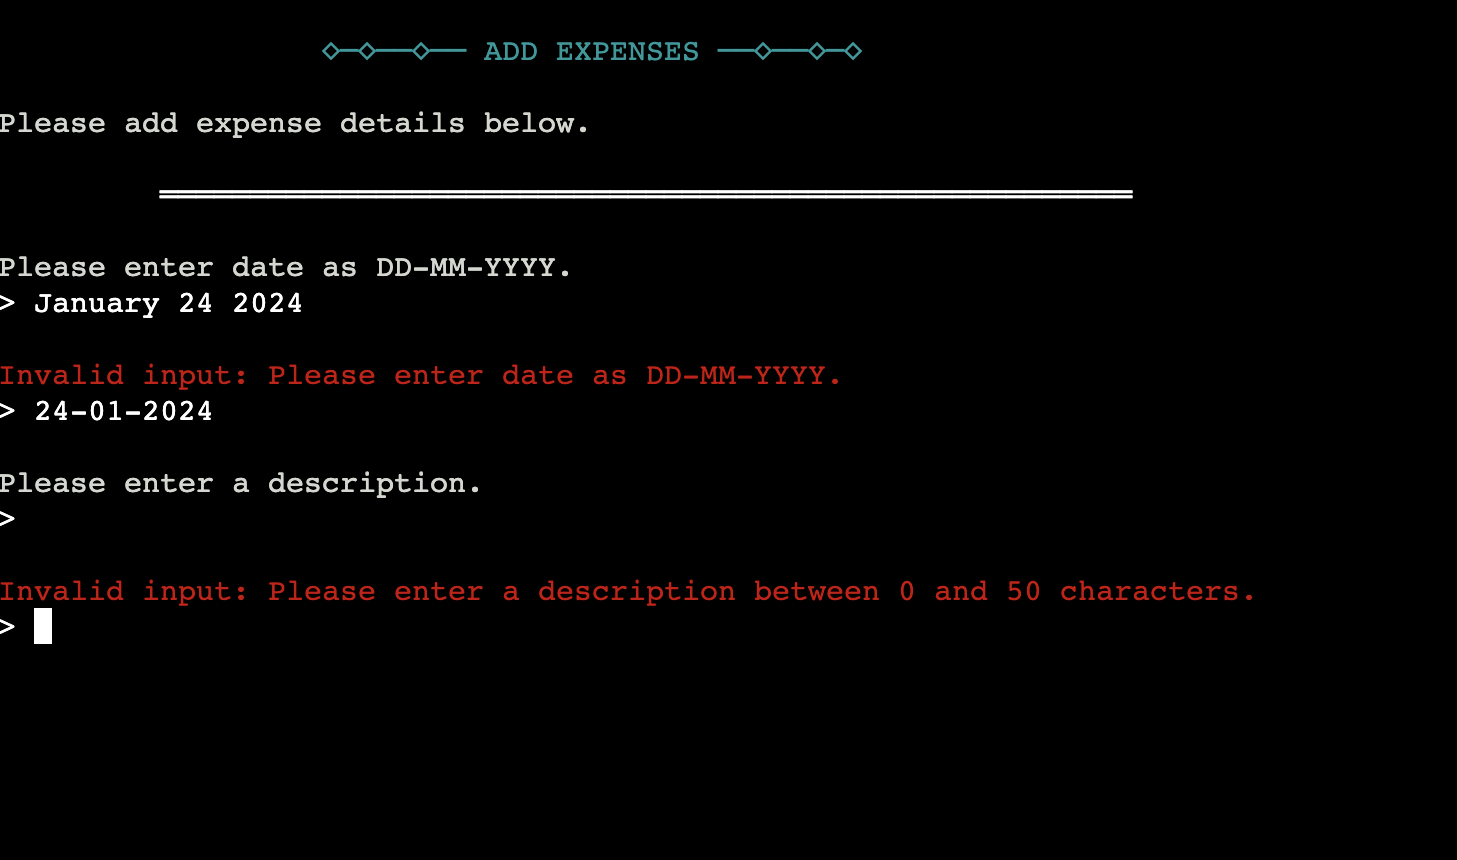 ◇─◇──◇── ADD EXPENSES ──◇──◇─◇
Please add expense details below.
══════════════════════════════════════════════════════
Please enter date as DD-MM-YYYY.
> January 24 2024
Invalid input: Please enter date as DD-MM-YYYY.
> 24-01-2024
Please enter a description.
>
Invalid input: Please enter a description between 0 and 50 characters.
>